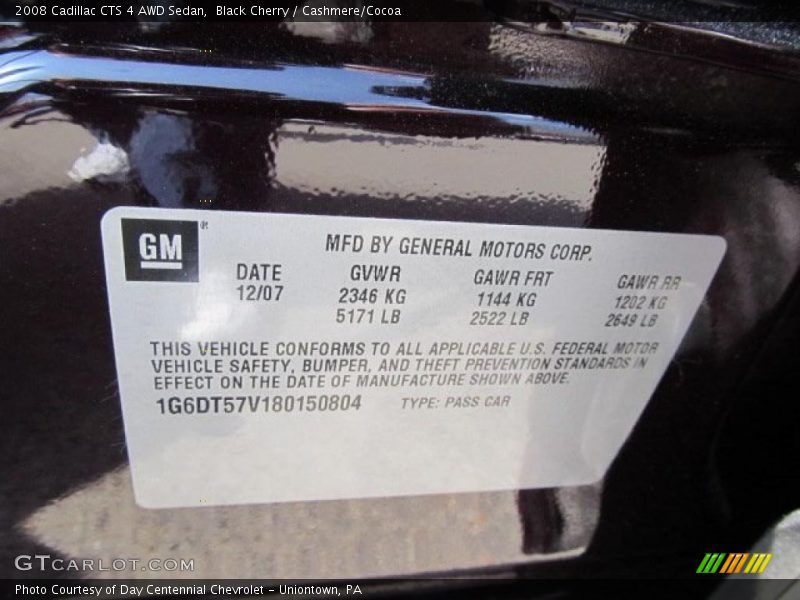 2008 Cadillac CTS 4 AWD Sedan, Black Cherry / Cashmere/Cocoa
GM ®
MFD BY GENERAL MOTORS CORP.
DATE GVWR GAWR FRT GAWR RR
12/07 2346 KG 1144 KG 1202 KG
5171 LB 2522 LB 2649 LB
THIS VEHICLE CONFORMS TO ALL APPLICABLE U.S. FEDERAL MOTOR
VEHICLE SAFETY, BUMPER, AND THEFT PREVENTION STANDARDS IN
EFFECT ON THE DATE OF MANUFACTURE SHOWN ABOVE.
1G6DT57V180150804 TYPE: PASS CAR
GTCARLOT.COM
Photo Courtesy of Day Centennial Chevrolet - Uniontown, PA